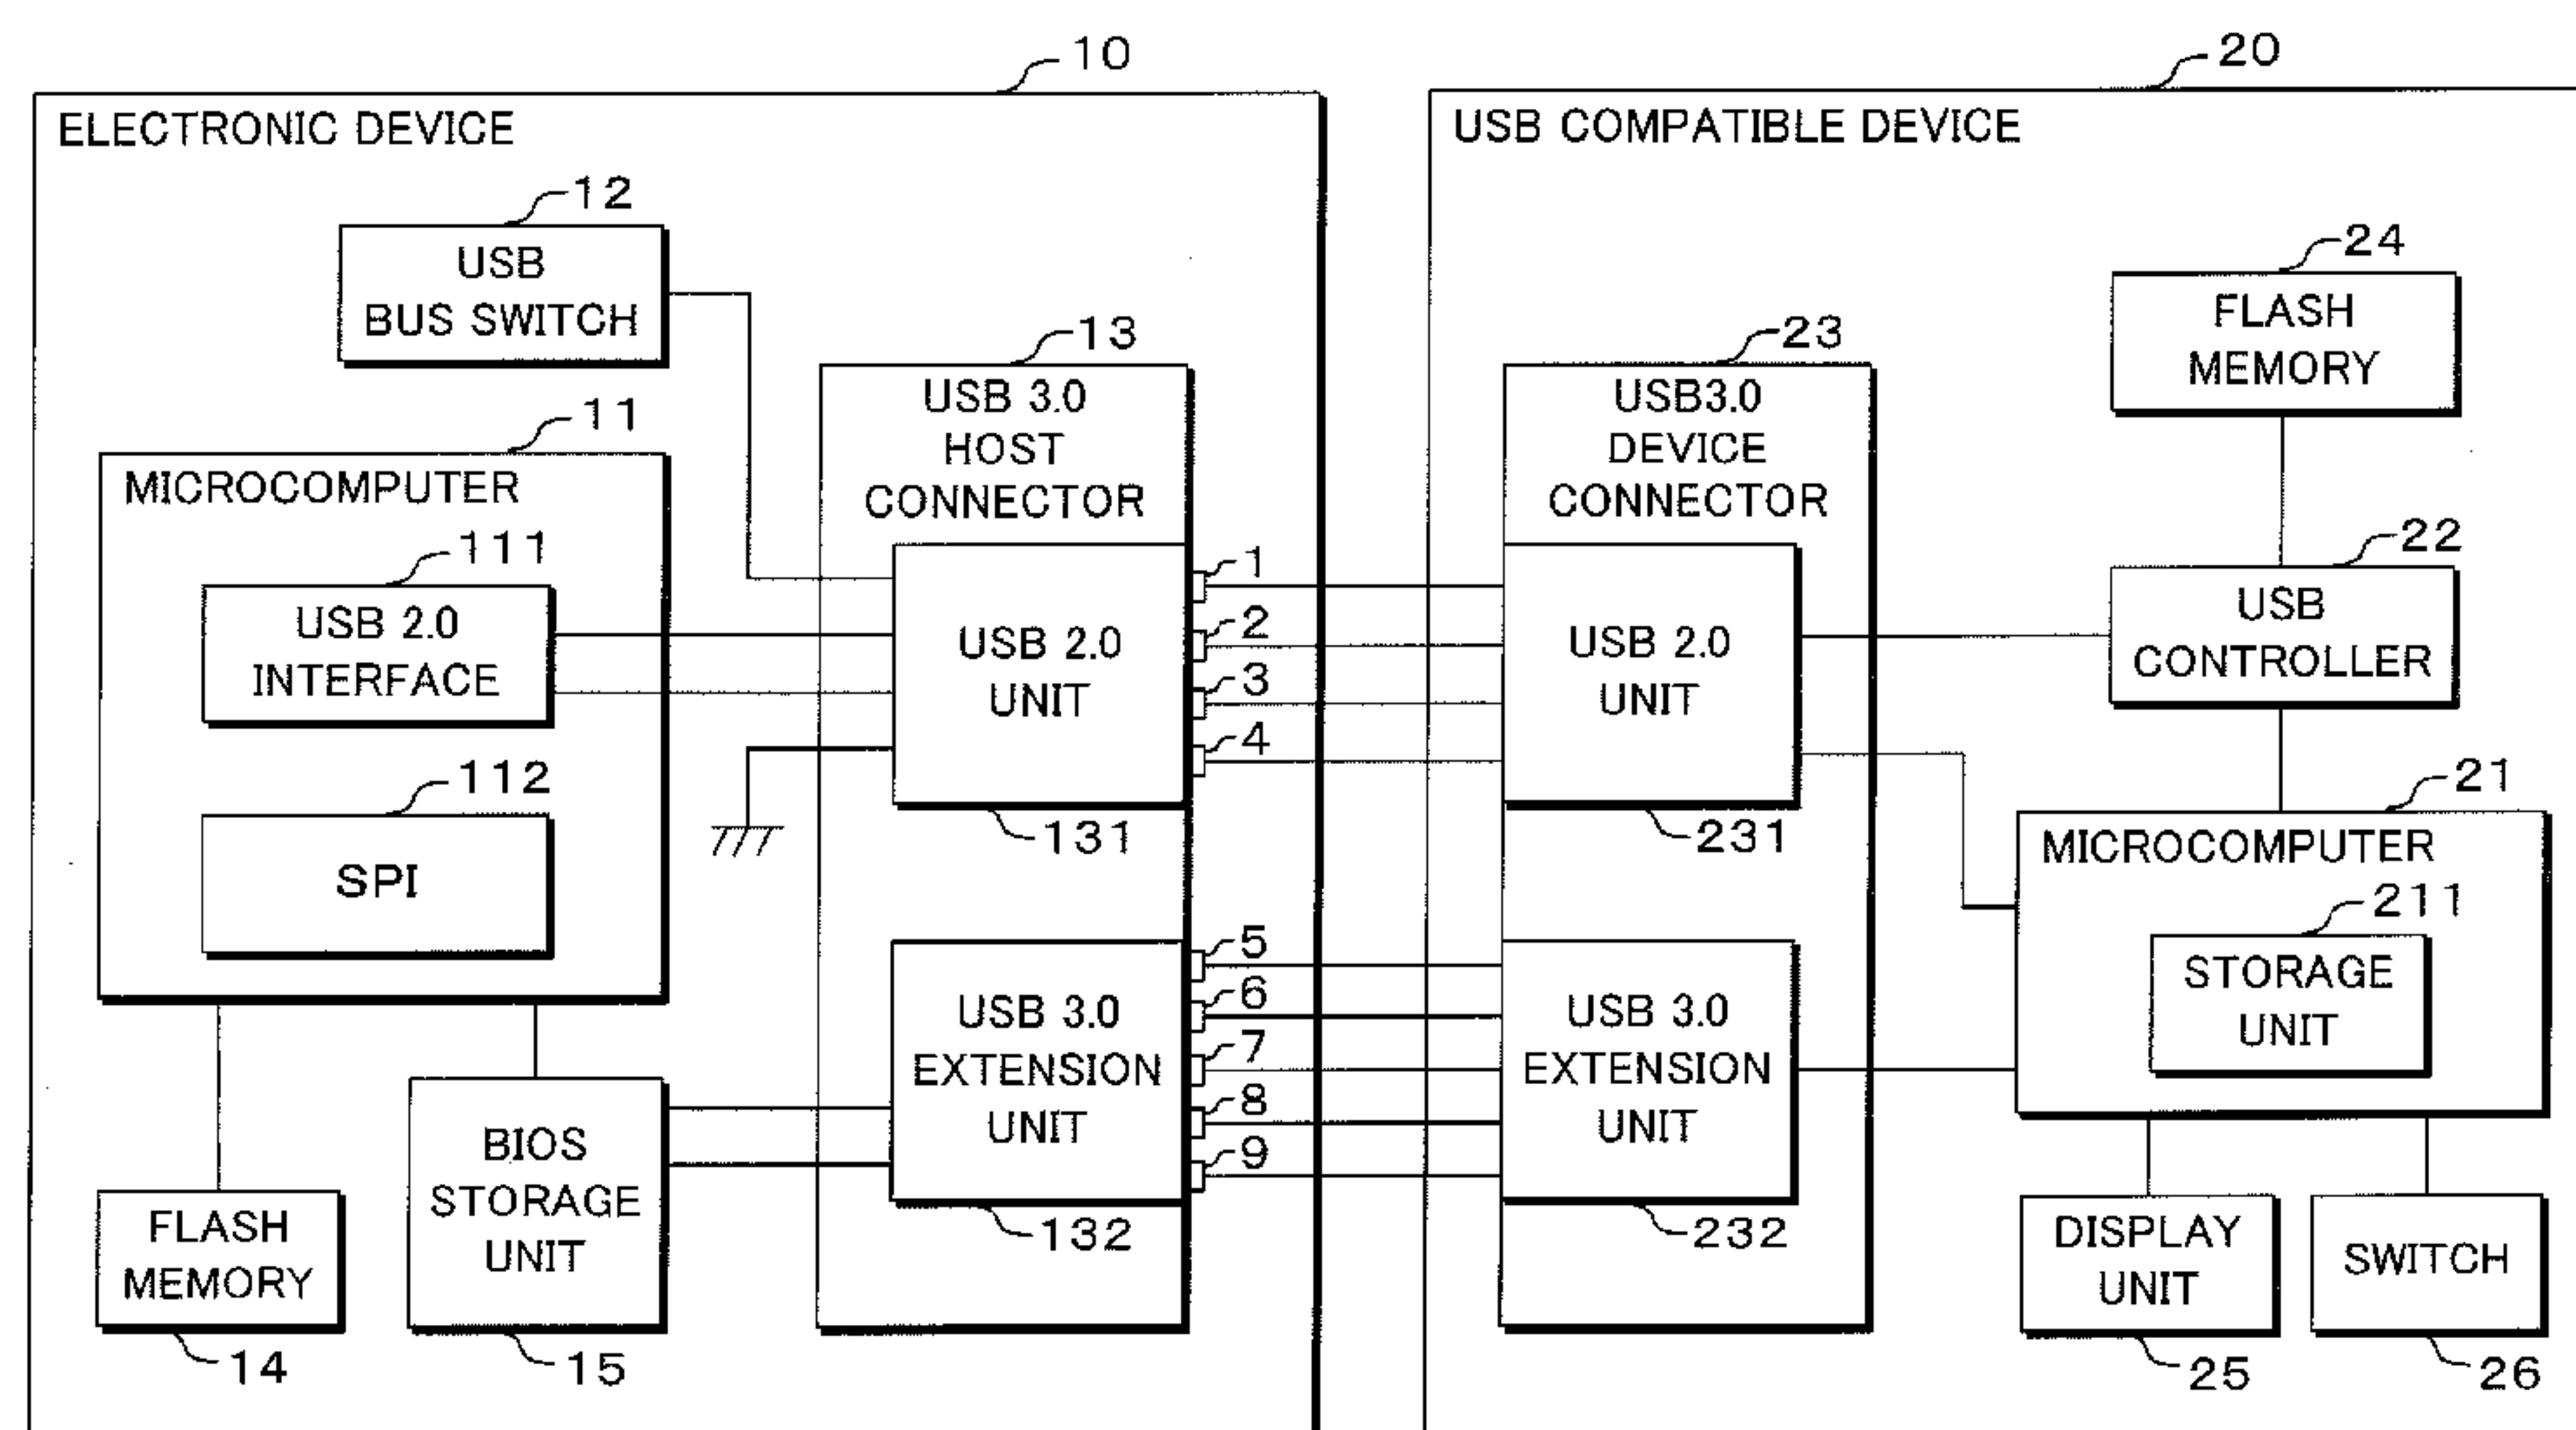 10
20
ELECTRONIC DEVICE
USB COMPATIBLE DEVICE
12
USB
BUS SWITCH
24
FLASH
MEMORY
13
USB 3.0
HOST
CONNECTOR
23
USB3.0
DEVICE
CONNECTOR
11
MICROCOMPUTER
111
USB 2.0
INTERFACE
112
SPI
USB 2.0
UNIT
131
1
2
3
4
USB 2.0
UNIT
231
22
USB
CONTROLLER
21
MICROCOMPUTER
211
STORAGE
UNIT
USB 3.0
EXTENSION
UNIT
132
5
6
7
8
9
USB 3.0
EXTENSION
UNIT
232
FLASH
MEMORY
14
BIOS
STORAGE
UNIT
15
DISPLAY
UNIT
25
SWITCH
26